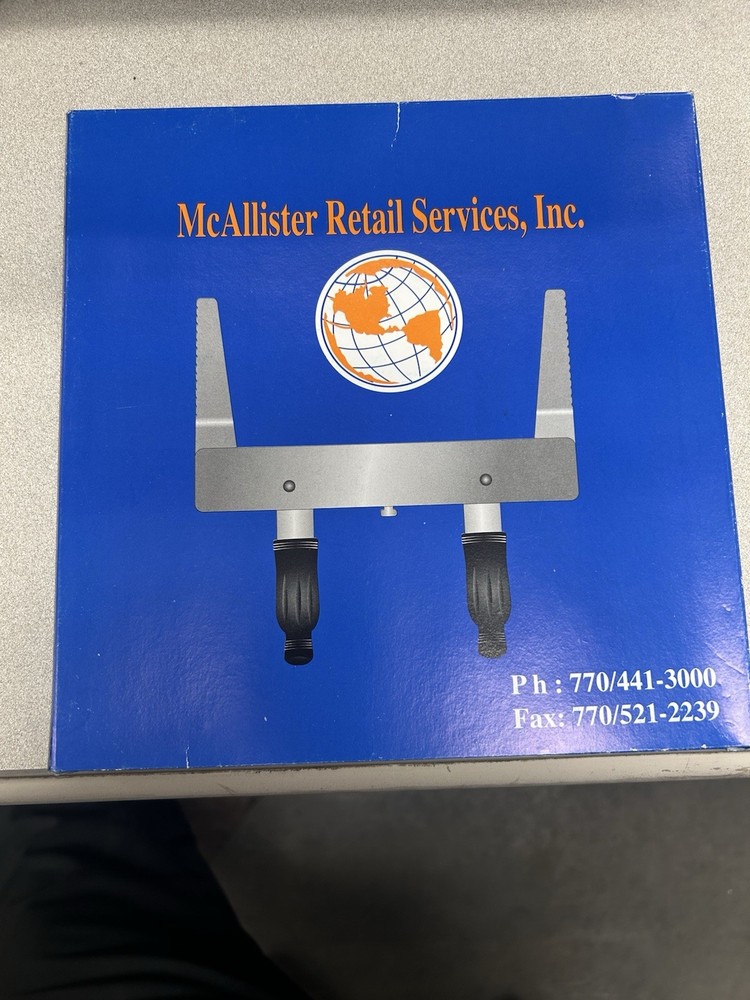 McAllister Retail Services, Inc.
Ph: 770/441-3000
Fax: 770/521-2239